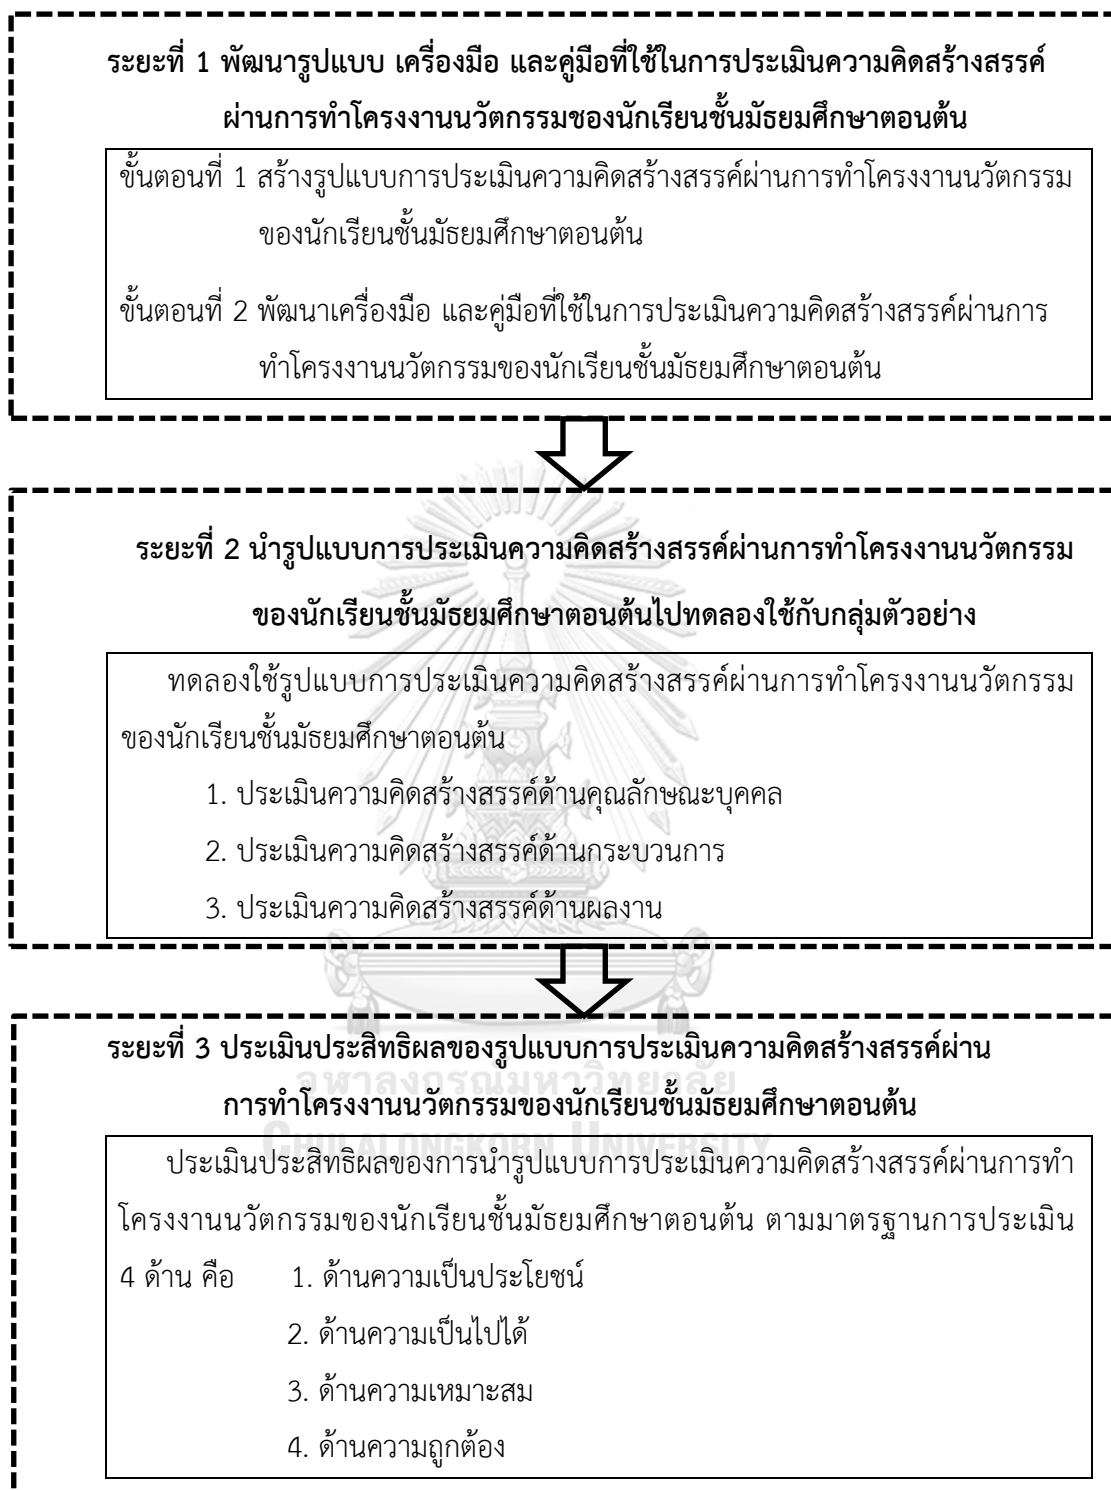 ระยะที่ 1 พัฒนารูปแบบ เครื่องมือ และคู่มือที่ใช้ในการประเมินความคิดสร้างสรรค์
ผ่านการทำโครงงานนวัตกรรมชองนักเรียนชั้นมัธยมศึกษาตอนต้น
ขั้นตอนที่ 1 สร้างรูปแบบการประเมินความคิดสร้างสรรค์ผ่านการทำโครงงานนวัตกรรม
ของนักเรียนชั้นมัธยมศึกษาตอนต้น
ขั้นตอนที่ 2 พัฒนาเครื่องมือ และคู่มือที่ใช้ในการประเมินความคิดสร้างสรรค์ผ่านการ
ทำโครงงานนวัตกรรมของนักเรียนชั้นมัธยมศึกษาตอนต้น
ระยะที่ 2 นำรูปแบบการประเมินความคิดสร้างสรรค์ผ่านการทำโครงงานนวัตกรรม
ของนักเรียนชั้นมัธยมศึกษาตอนต้นไปทดลองใช้กับกลุ่มตัวอย่าง
ทดลองใช้รูปแบบการประเมินความคิดสร้างสรรค์ผ่านการทำโครงงานนวัตกรรม
ของนักเรียนชั้นมัธยมศึกษาตอนต้น
1. ประเมินความคิดสร้างสรรค์ด้านคุณลักษณะบุคคล
2. ประเมินความคิดสร้างสรรค์ด้านกระบวนการ
3. ประเมินความคิดสร้างสรรค์ด้านผลงาน
ระยะที่ 3 ประเมินประสิทธิผลของรูปแบบการประเมินความคิดสร้างสรรค์ผ่าน
จุฬาลงกรณ์มหาวิทยาลัย
การทำโครงงานนวัตกรรมของนักเรียนชั้นมัธยมศึกษาตอนต้น
CHULALONGKORN UNIVERSITY
ประเมินประสิทธิผลของการนำรูปแบบการประเมินความคิดสร้างสรรค์ผ่านการทำ
โครงงานนวัตกรรมของนักเรียนชั้นมัธยมศึกษาตอนต้น ตามมาตรฐานการประเมิน
4 ด้าน คือ 1. ด้านความเป็นประโยชน์
2. ด้านความเป็นไปได้
3. ด้านความเหมาะสม
4. ด้านความถูกต้อง